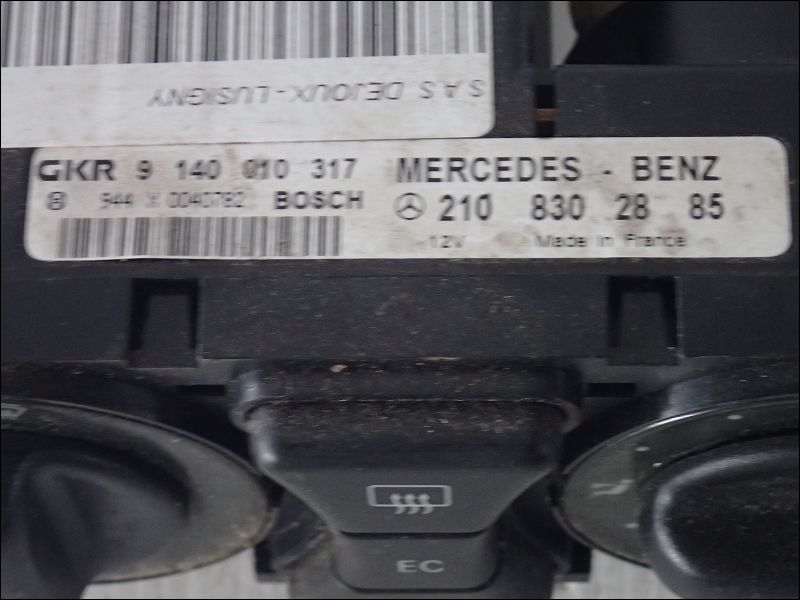 S.A.S. DEJOUX - LUSIGNY
GKR 9 140 010 317 MERCEDES - BENZ
944 X 0040782 BOSCH 210 830 28 85
12V Made in France
EC